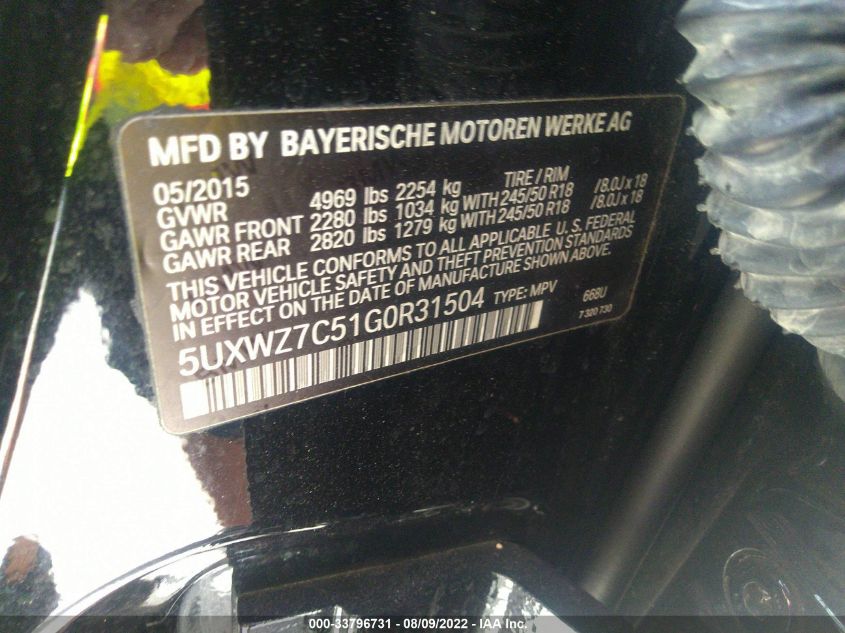 MFD BY BAYERISCHE MOTOREN WERKE AG
05/2015 TIRE / RIM
GVWR 4969 lbs 2254 kg
GAWR FRONT 2280 lbs 1034 kg WITH 245/50 R18 /8.0J x 18
GAWR REAR 2820 lbs 1279 kg WITH 245/50 R18 /8.0J x 18
THIS VEHICLE CONFORMS TO ALL APPLICABLE U. S. FEDERAL
MOTOR VEHICLE SAFETY AND THEFT PREVENTION STANDARDS
IN EFFECT ON THE DATE OF MANUFACTURE SHOWN ABOVE.
5UXWZ7C51G0R31504 TYPE: MPV 668U
7 320 730
000-33796731 - 08/09/2022 - IAA Inc.